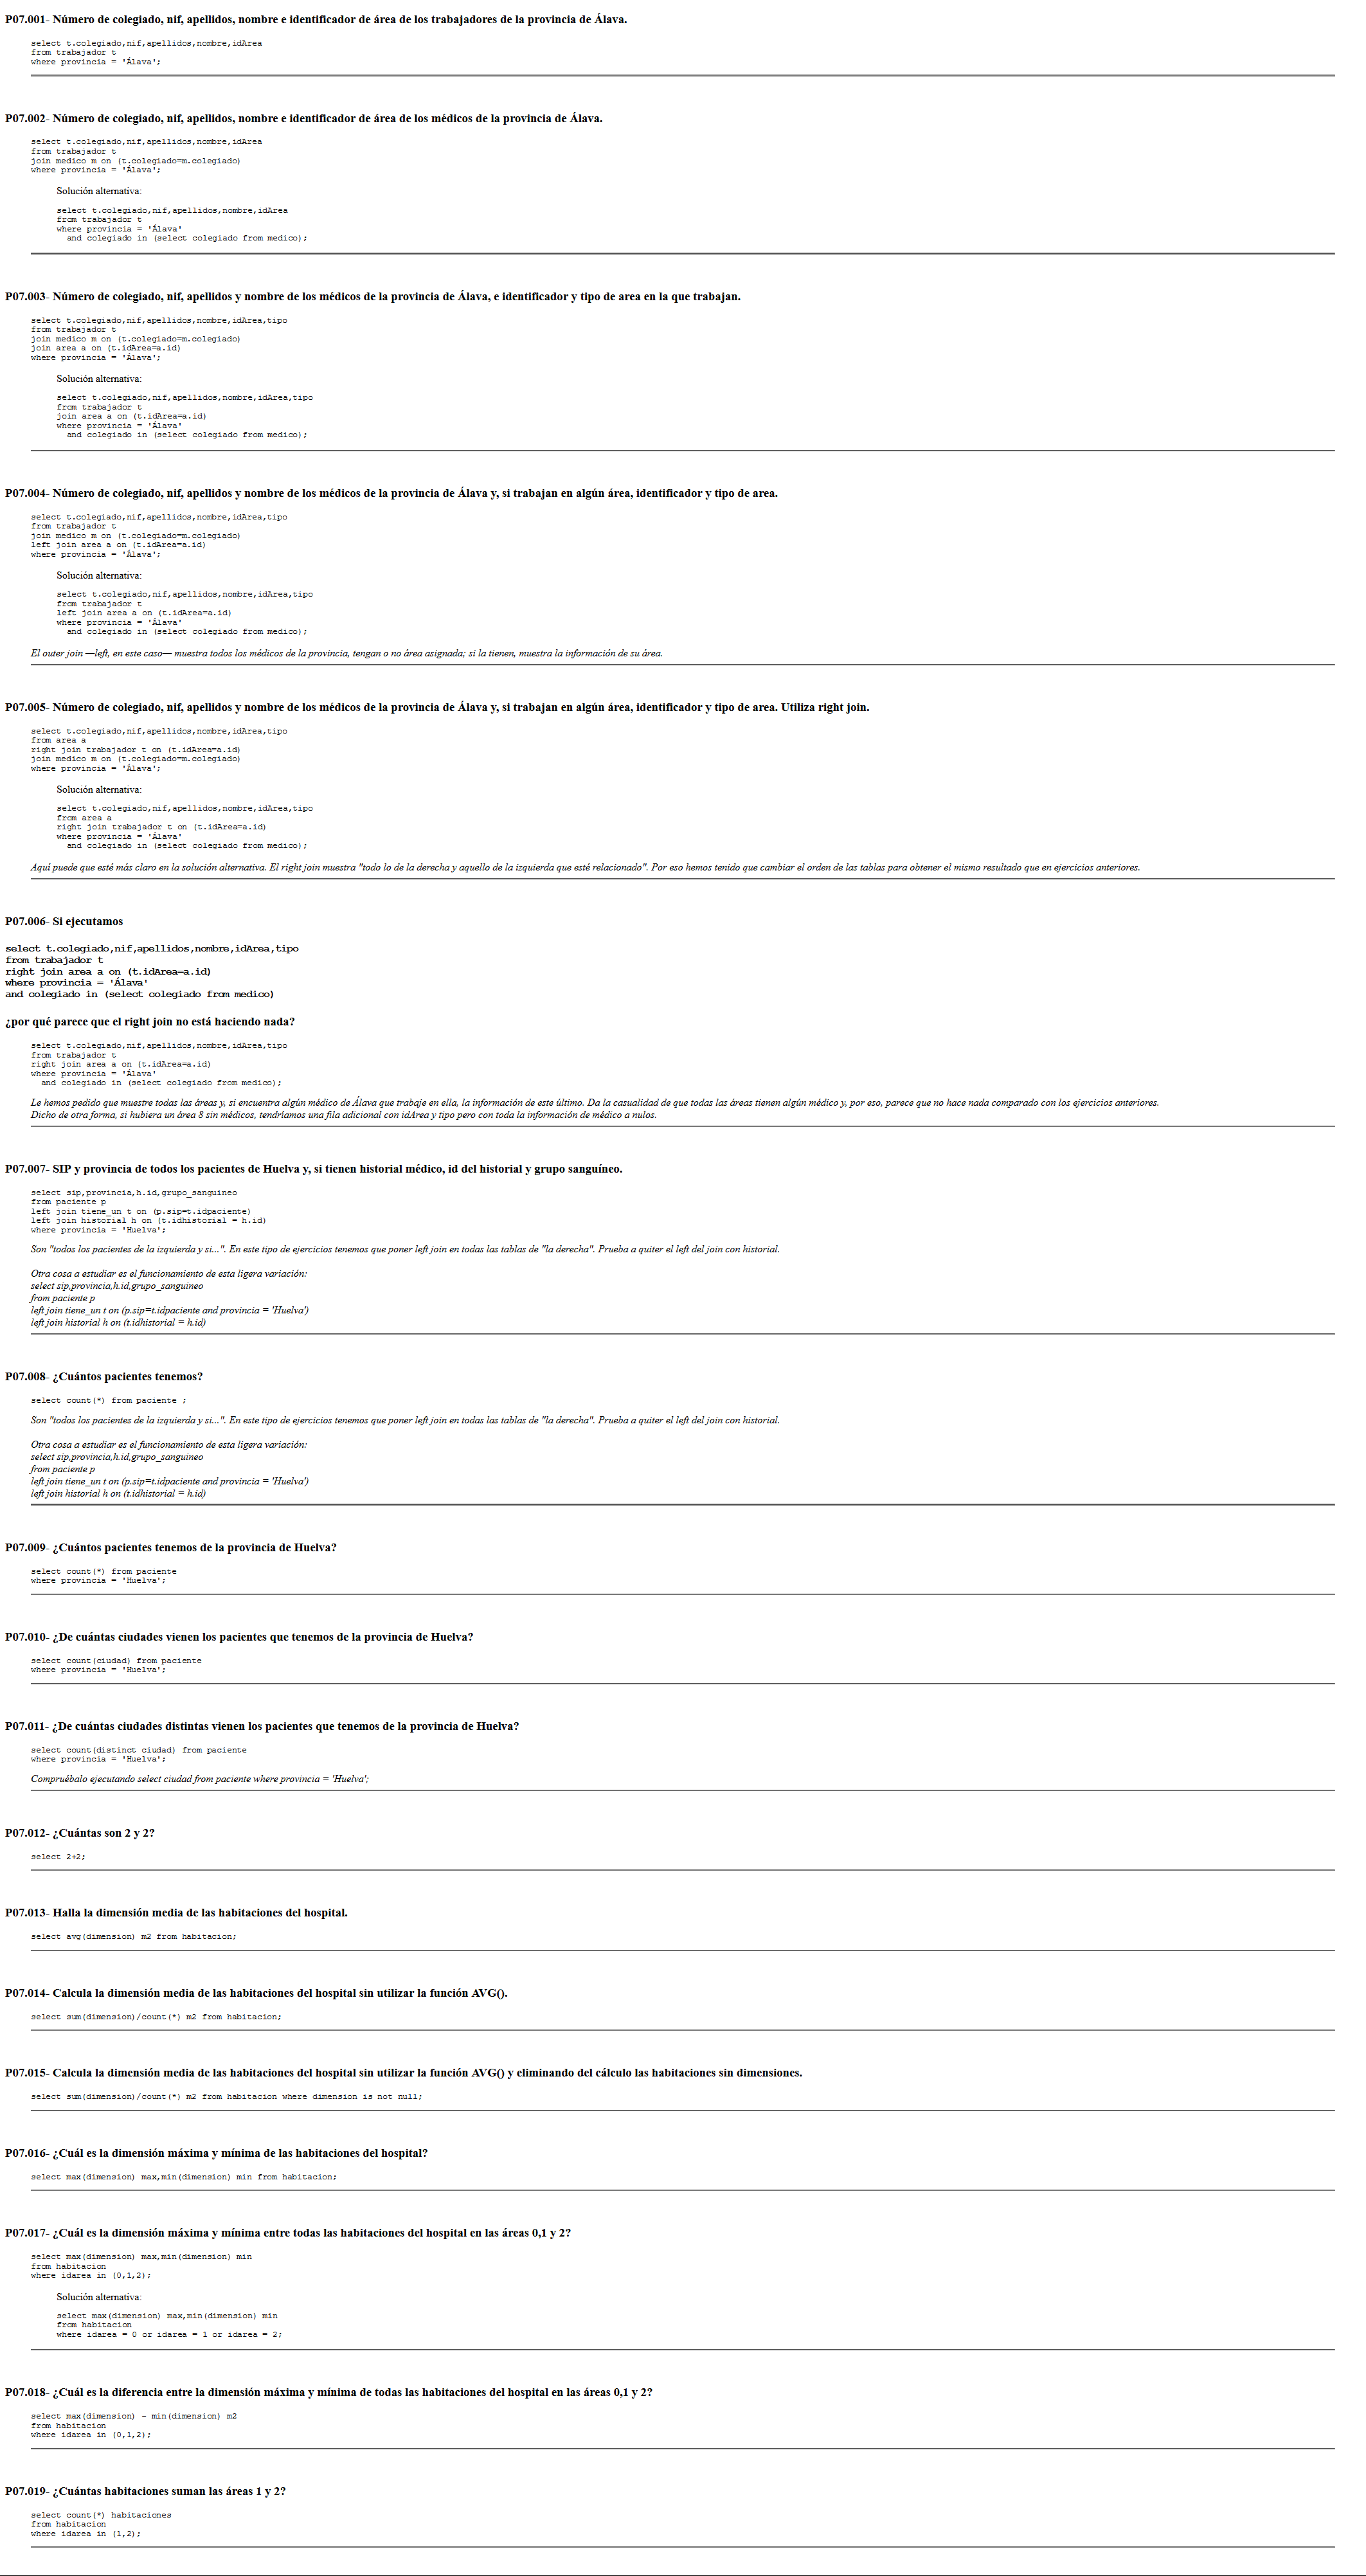 P07.001- Número de colegiado, nif, apellidos, nombre e identificador de área de los trabajadores de la provincia de Álava.
select t.colegiado,nif,apellidos,nombre,idArea
from trabajador t
where provincia = 'Álava';
P07.002- Número de colegiado, nif, apellidos, nombre e identificador de área de los médicos de la provincia de Álava.
select t.colegiado,nif,apellidos,nombre,idArea
from trabajador t
join medico m on (t.colegiado=m.colegiado)
where provincia = 'Álava';
Solución alternativa:
select t.colegiado,nif,apellidos,nombre,idArea
from trabajador t
where provincia = 'Álava'
and colegiado in (select colegiado from medico);
P07.003- Número de colegiado, nif, apellidos y nombre de los médicos de la provincia de Álava, e identificador y tipo de area en la que trabajan.
select t.colegiado,nif,apellidos,nombre,idArea,tipo
from trabajador t
join medico m on (t.colegiado=m.colegiado)
join area a on (t.idArea=a.id)
where provincia = 'Álava';
Solución alternativa:
select t.colegiado,nif,apellidos,nombre,idArea,tipo
from trabajador t
join area a on (t.idArea=a.id)
where provincia = 'Álava'
and colegiado in (select colegiado from medico);
P07.004- Número de colegiado, nif, apellidos y nombre de los médicos de la provincia de Álava y, si trabajan en algún área, identificador y tipo de area.
select t.colegiado,nif,apellidos,nombre,idArea,tipo
from trabajador t
join medico m on (t.colegiado=m.colegiado)
left join area a on (t.idArea=a.id)
where provincia = 'Álava';
Solución alternativa:
select t.colegiado,nif,apellidos,nombre,idArea,tipo
from trabajador t
left join area a on (t.idArea=a.id)
where provincia = 'Álava'
and colegiado in (select colegiado from medico);
El outer join —left, en este caso— muestra todos los médicos de la provincia, tengan o no área asignada; si la tienen, muestra la información de su área.
P07.005- Número de colegiado, nif, apellidos y nombre de los médicos de la provincia de Álava y, si trabajan en algún área, identificador y tipo de area. Utiliza right join.
select t.colegiado,nif,apellidos,nombre,idArea,tipo
from area a
right join trabajador t on (t.idArea=a.id)
join medico m on (t.colegiado=m.colegiado)
where provincia = 'Álava';
Solución alternativa:
select t.colegiado,nif,apellidos,nombre,idArea,tipo
from area a
right join trabajador t on (t.idArea=a.id)
where provincia = 'Álava'
and colegiado in (select colegiado from medico);
Aquí puede que esté más claro en la solución alternativa. El right join muestra "todo lo de la derecha y aquello de la izquierda que esté relacionado". Por eso hemos tenido que cambiar el orden de las tablas para obtener el mismo resultado que en ejercicios anteriores.
P07.006- Si ejecutamos
select t.colegiado,nif,apellidos,nombre,idArea,tipo
from trabajador t
right join area a on (t.idArea=a.id)
where provincia = 'Álava'
and colegiado in (select colegiado from medico)
¿por qué parece que el right join no está haciendo nada?
select t.colegiado,nif,apellidos,nombre,idArea,tipo
from trabajador t
right join area a on (t.idArea=a.id)
where provincia = 'Álava'
and colegiado in (select colegiado from medico);
Le hemos pedido que muestre todas las áreas y, si encuentra algún médico de Álava que trabaje en ella, la información de este último. Da la casualidad de que todas las áreas tienen algún médico y, por eso, parece que no hace nada comparado con los ejercicios anteriores.
Dicho de otra forma, si hubiera un área 8 sin médicos, tendríamos una fila adicional con idArea y tipo pero con toda la información de médico a nulos.
P07.007- SIP y provincia de todos los pacientes de Huelva y, si tienen historial médico, id del historial y grupo sanguíneo.
select sip,provincia,h.id,grupo_sanguineo
from paciente p
left join tiene_un t on (p.sip=t.idpaciente)
left join historial h on (t.idhistorial = h.id)
where provincia = 'Huelva';
Son "todos los pacientes de la izquierda y si...". En este tipo de ejercicios tenemos que poner left join en todas las tablas de "la derecha". Prueba a quiter el left del join con historial.
Otra cosa a estudiar es el funcionamiento de esta ligera variación:
select sip,provincia,h.id,grupo_sanguineo
from paciente p
left join tiene_un t on (p.sip=t.idpaciente and provincia = 'Huelva')
left join historial h on (t.idhistorial = h.id)
P07.008- ¿Cuántos pacientes tenemos?
select count(*) from paciente ;
Son "todos los pacientes de la izquierda y si...". En este tipo de ejercicios tenemos que poner left join en todas las tablas de "la derecha". Prueba a quiter el left del join con historial.
Otra cosa a estudiar es el funcionamiento de esta ligera variación:
select sip,provincia,h.id,grupo_sanguineo
from paciente p
left join tiene_un t on (p.sip=t.idpaciente and provincia = 'Huelva')
left join historial h on (t.idhistorial = h.id)
P07.009- ¿Cuántos pacientes tenemos de la provincia de Huelva?
select count(*) from paciente
where provincia = 'Huelva';
P07.010- ¿De cuántas ciudades vienen los pacientes que tenemos de la provincia de Huelva?
select count(ciudad) from paciente
where provincia = 'Huelva';
P07.011- ¿De cuántas ciudades distintas vienen los pacientes que tenemos de la provincia de Huelva?
select count(distinct ciudad) from paciente
where provincia = 'Huelva';
Compruébalo ejecutando select ciudad from paciente where provincia = 'Huelva';
P07.012- ¿Cuántas son 2 y 2?
select 2+2;
P07.013- Halla la dimensión media de las habitaciones del hospital.
select avg(dimension) m2 from habitacion;
P07.014- Calcula la dimensión media de las habitaciones del hospital sin utilizar la función AVG().
select sum(dimension)/count(*) m2 from habitacion;
P07.015- Calcula la dimensión media de las habitaciones del hospital sin utilizar la función AVG() y eliminando del cálculo las habitaciones sin dimensiones.
select sum(dimension)/count(*) m2 from habitacion where dimension is not null;
P07.016- ¿Cuál es la dimensión máxima y mínima de las habitaciones del hospital?
select max(dimension) max,min(dimension) min from habitacion;
P07.017- ¿Cuál es la dimensión máxima y mínima entre todas las habitaciones del hospital en las áreas 0,1 y 2?
select max(dimension) max,min(dimension) min
from habitacion
where idarea in (0,1,2);
Solución alternativa:
select max(dimension) max,min(dimension) min
from habitacion
where idarea = 0 or idarea = 1 or idarea = 2;
P07.018- ¿Cuál es la diferencia entre la dimensión máxima y mínima de todas las habitaciones del hospital en las áreas 0,1 y 2?
select max(dimension) - min(dimension) m2
from habitacion
where idarea in (0,1,2);
P07.019- ¿Cuántas habitaciones suman las áreas 1 y 2?
select count(*) habitaciones
from habitacion
where idarea in (1,2);